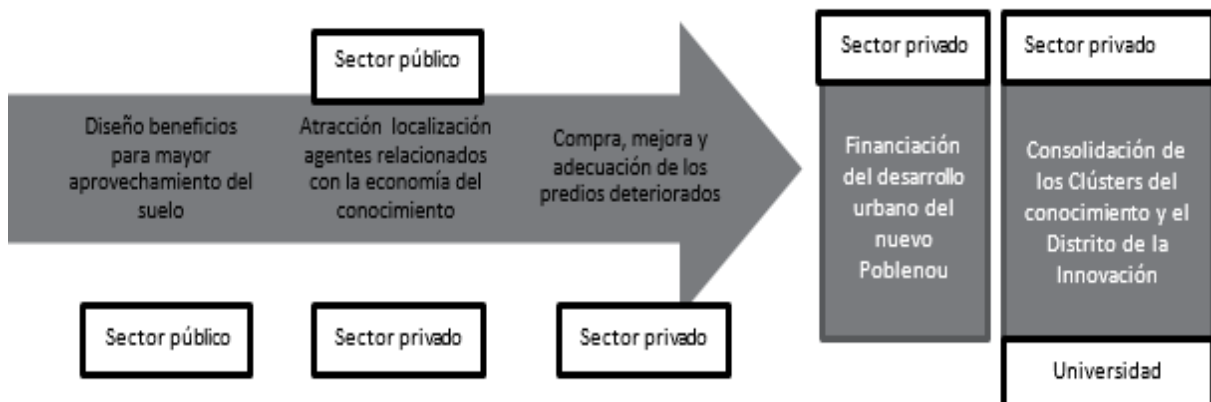 Sector público
Diseño beneficios
para mayor
aprovechamiento del
suelo
Atracción localización
agentes relacionados
con la economía del
conocimiento
Compra, mejora y
adecuación de los
predios deteriorados
Sector público
Sector privado
Sector privado
Sector privado
Financiación
del desarrollo
urbano del
nuevo
Poblenou
Sector privado
Consolidación de
los Clústers del
conocimiento y el
Distrito de la
Innovación
Universidad